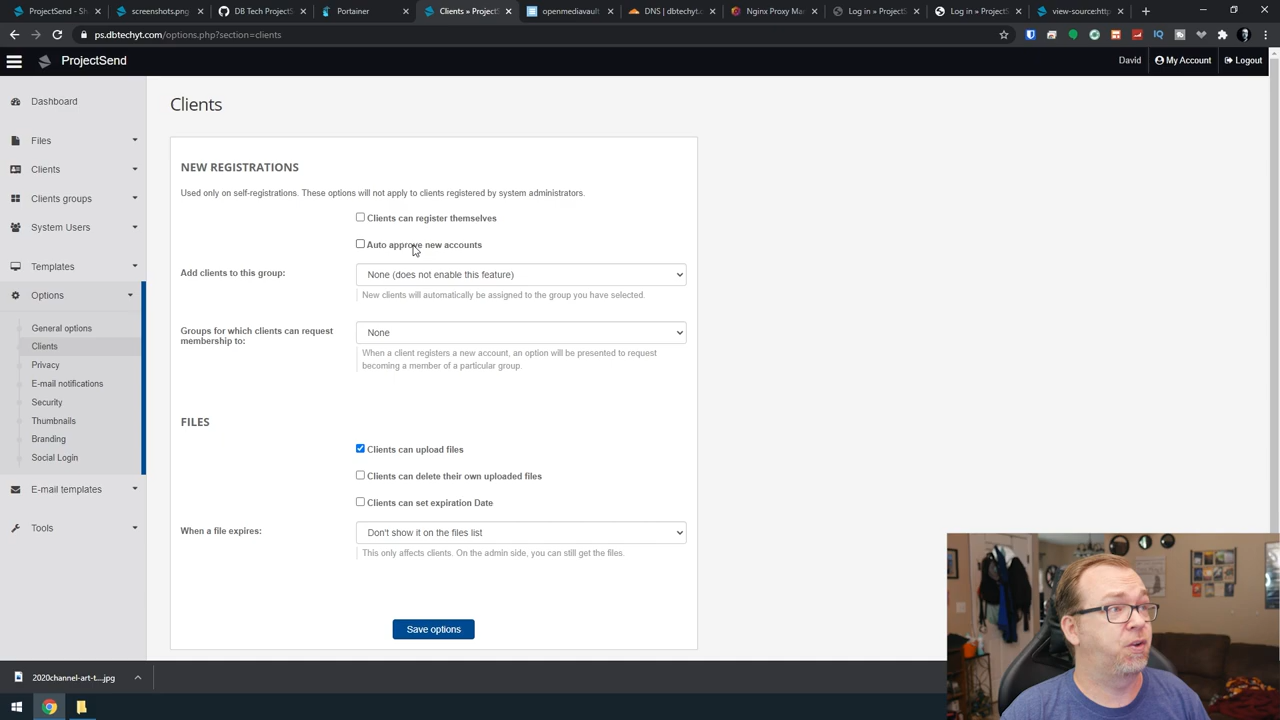 ProjectSend - Sh
screenshots.png
DB Tech ProjectS
Portainer
Clients » ProjectS
openmediavault
DNS | dbtechyt.c
Nginx Proxy Ma
Log in » ProjectS
Log in » ProjectS
view-source:http
ps.dbtechyt.com/options.php?section=clients
ProjectSend
David
My Account
Logout
Dashboard
Files
Clients
Clients groups
System Users
Templates
Options
General options
Clients
Privacy
E-mail notifications
Security
Thumbnails
Branding
Social Login
E-mail templates
Tools
Clients
NEW REGISTRATIONS
Used only on self-registrations. These options will not apply to clients registered by system administrators.
Clients can register themselves
Auto approve new accounts
Add clients to this group:
None (does not enable this feature)
New clients will automatically be assigned to the group you have selected.
Groups for which clients can request
membership to:
None
When a client registers a new account, an option will be presented to request
becoming a member of a particular group.
FILES
Clients can upload files
Clients can delete their own uploaded files
Clients can set expiration Date
When a file expires:
Don't show it on the files list
This only affects clients. On the admin side, you can still get the files.
Save options
2020channel-art-t....jpg